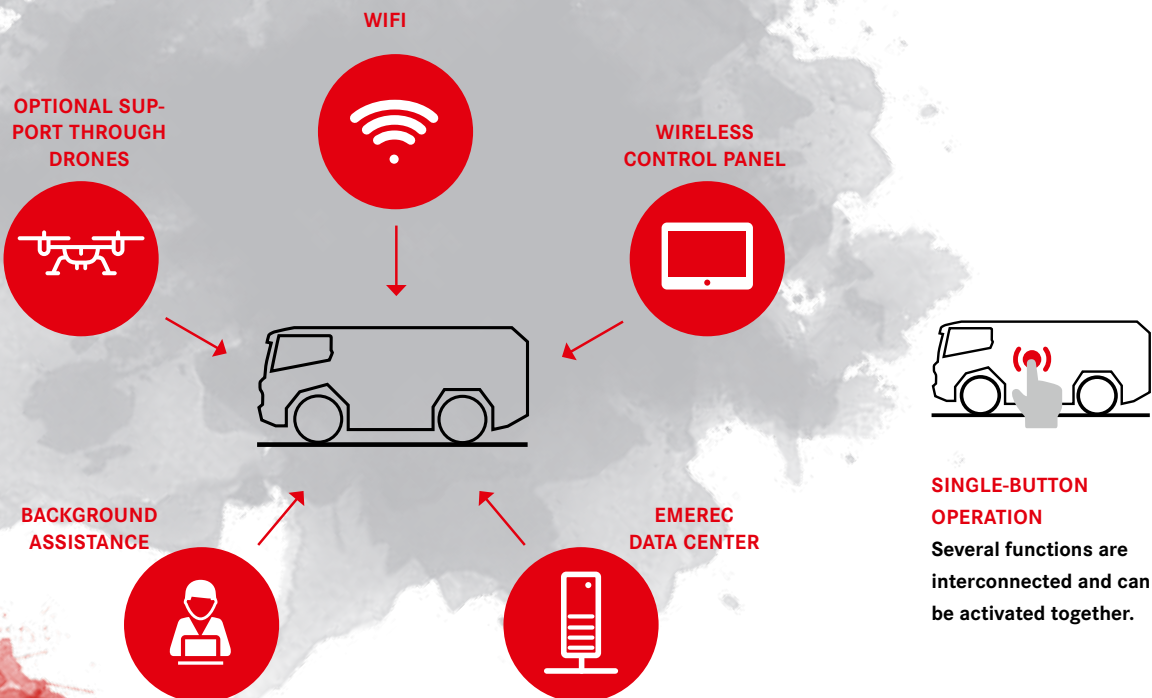 WIFI
OPTIONAL SUP-
PORT THROUGH
DRONES
WIRELESS
CONTROL PANEL
BACKGROUND
ASSISTANCE
EMEREC
DATA CENTER
SINGLE-BUTTON
OPERATION
Several functions are
interconnected and can
be activated together.